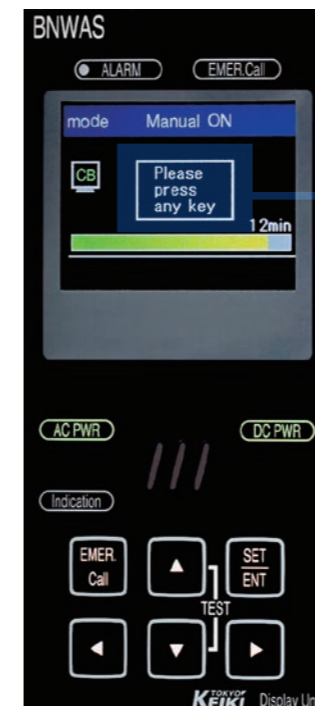 BNWAS
ALARM
EMER.Call
mode Manual ON
CB
Please
press
any key
12min
AC PWR
DC PWR
Indication
EMER.
Call
SET
ENT
TEST
TOKYO
KEIKI Display Un